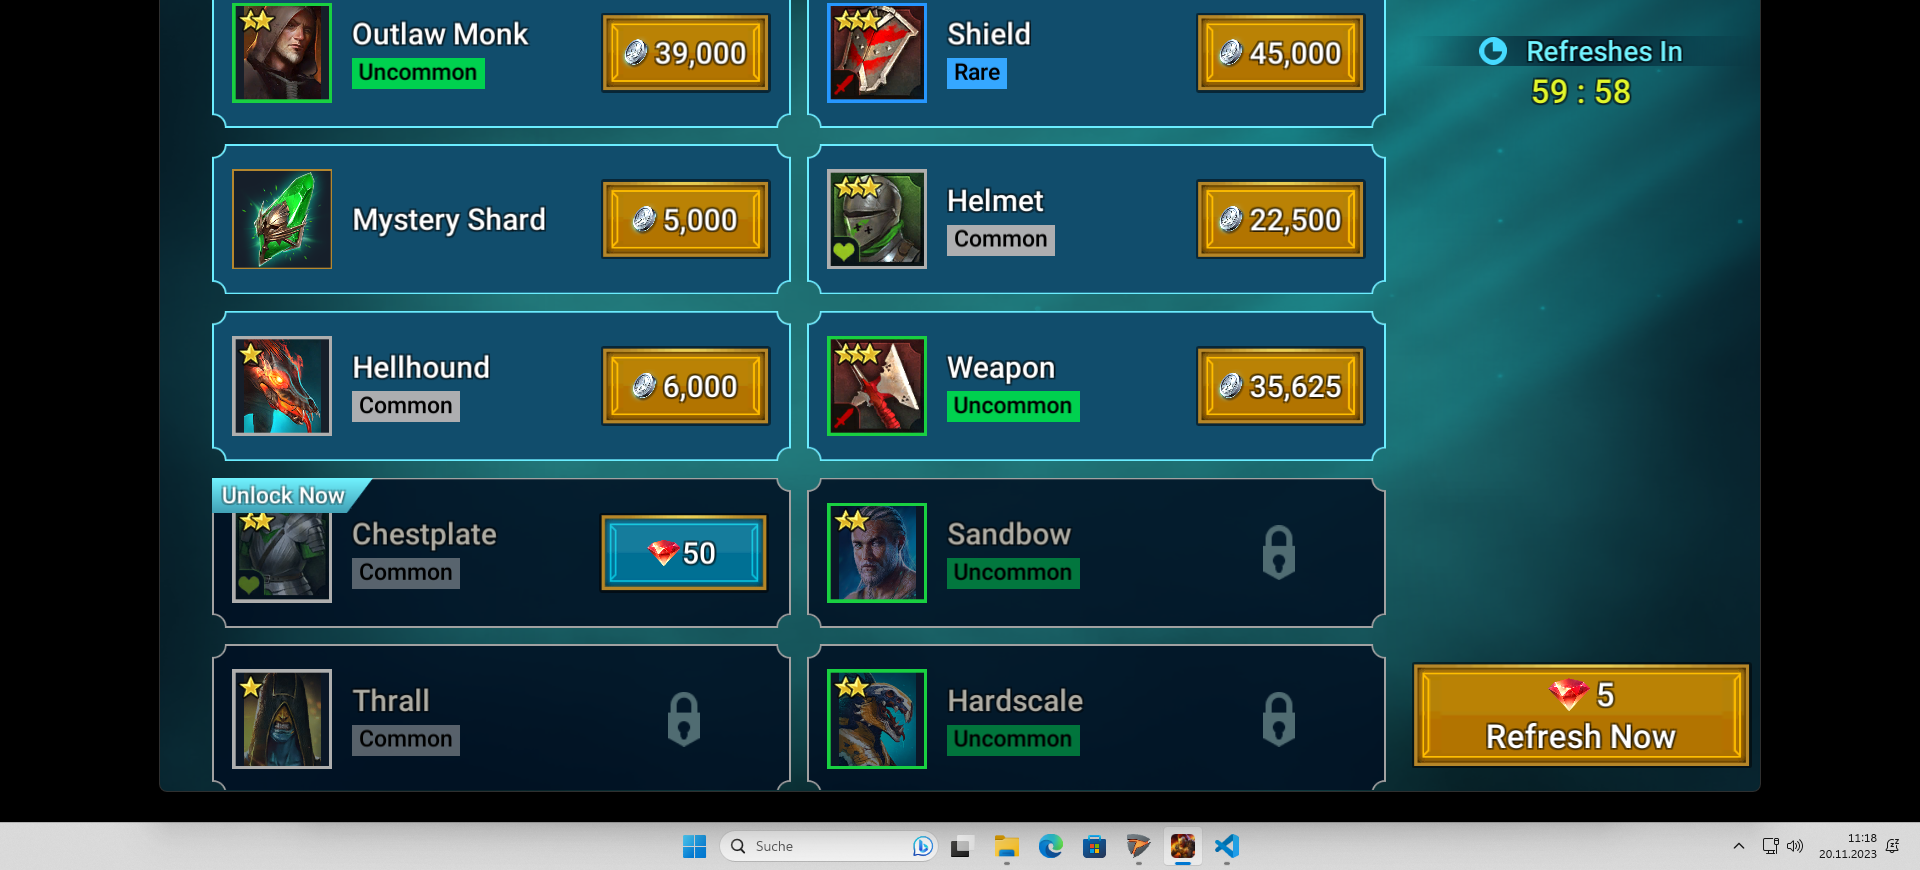 Outlaw Monk
Uncommon
39,000
Shield
Rare
45,000
Refreshes In
59 : 58
Mystery Shard
5,000
Helmet
Common
22,500
Hellhound
Common
6,000
Weapon
Uncommon
35,625
Unlock Now
Chestplate
Common
50
Sandbow
Uncommon
Thrall
Common
Hardscale
Uncommon
5
Refresh Now
Suche
11:18
20.11.2023